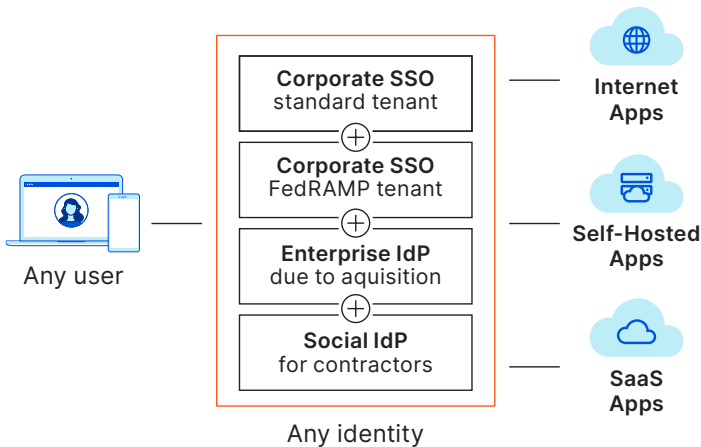 Any user
Corporate SSO
standard tenant
Corporate SSO
FedRAMP tenant
Enterprise IdP
due to aquisition
Social IdP
for contractors
Any identity
Internet
Apps
Self-Hosted
Apps
SaaS
Apps